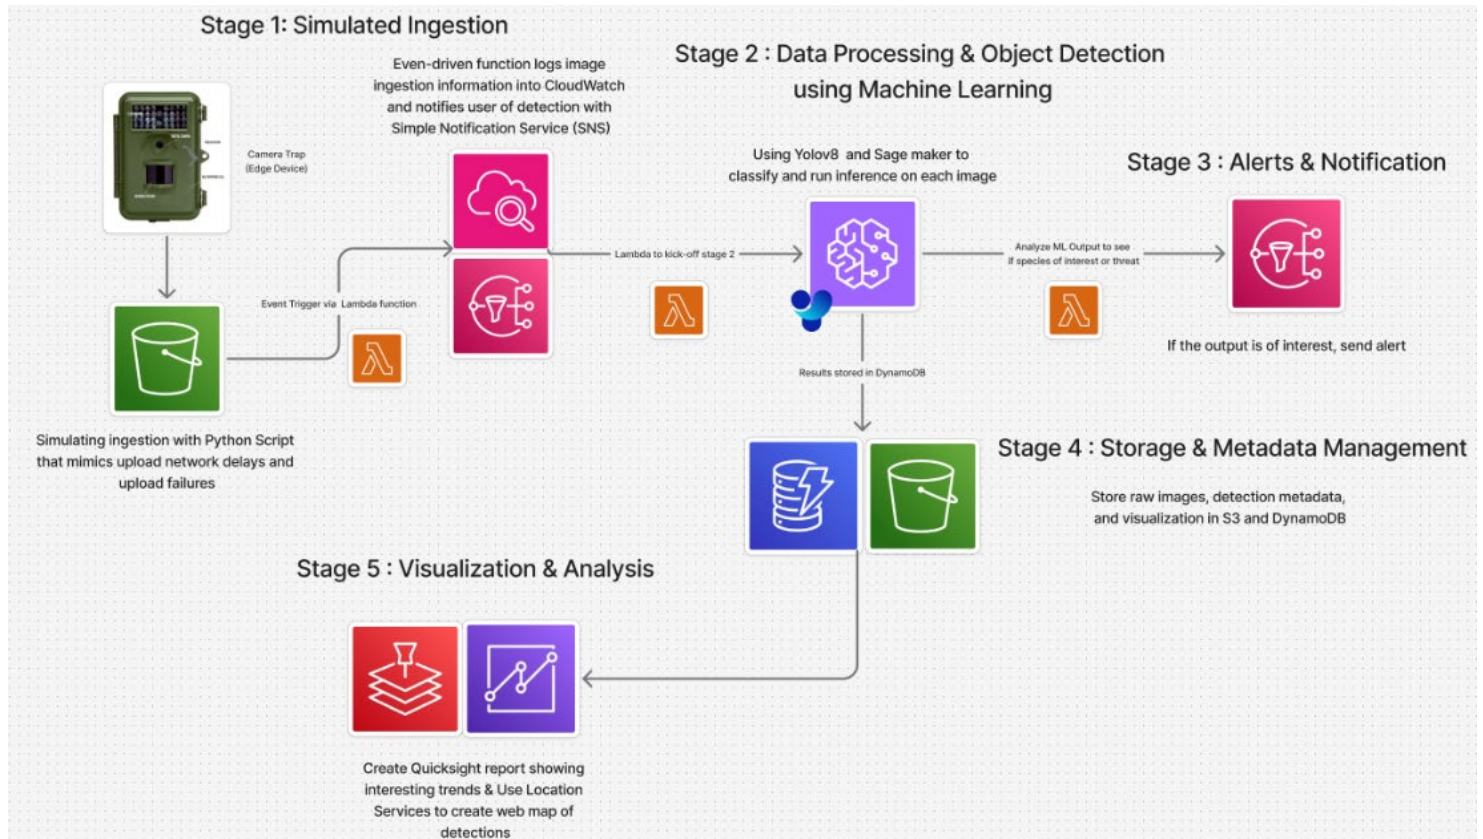 Stage 1: Simulated Ingestion
Even-driven function logs image
ingestion information into CloudWatch
and notifies user of detection with
Simple Notification Service (SNS)
Camera Trap
(Edge Device)
Event Trigger via Lambda function
Simulating ingestion with Python Script
that mimics upload network delays and
upload failures
Stage 2 : Data Processing & Object Detection
using Machine Learning
Using Yolov8 and Sage maker to
classify and run inference on each image
Lambda to kick-off stage 2
Stage 3 : Alerts & Notification
Analyze ML Output to see
if species of interest or threat
If the output is of interest, send alert
Results stored in DynamoDB
Stage 4 : Storage & Metadata Management
Store raw images, detection metadata,
and visualization in S3 and DynamoDB
Stage 5 : Visualization & Analysis
Create Quicksight report showing
interesting trends & Use Location
Services to create web map of
detections